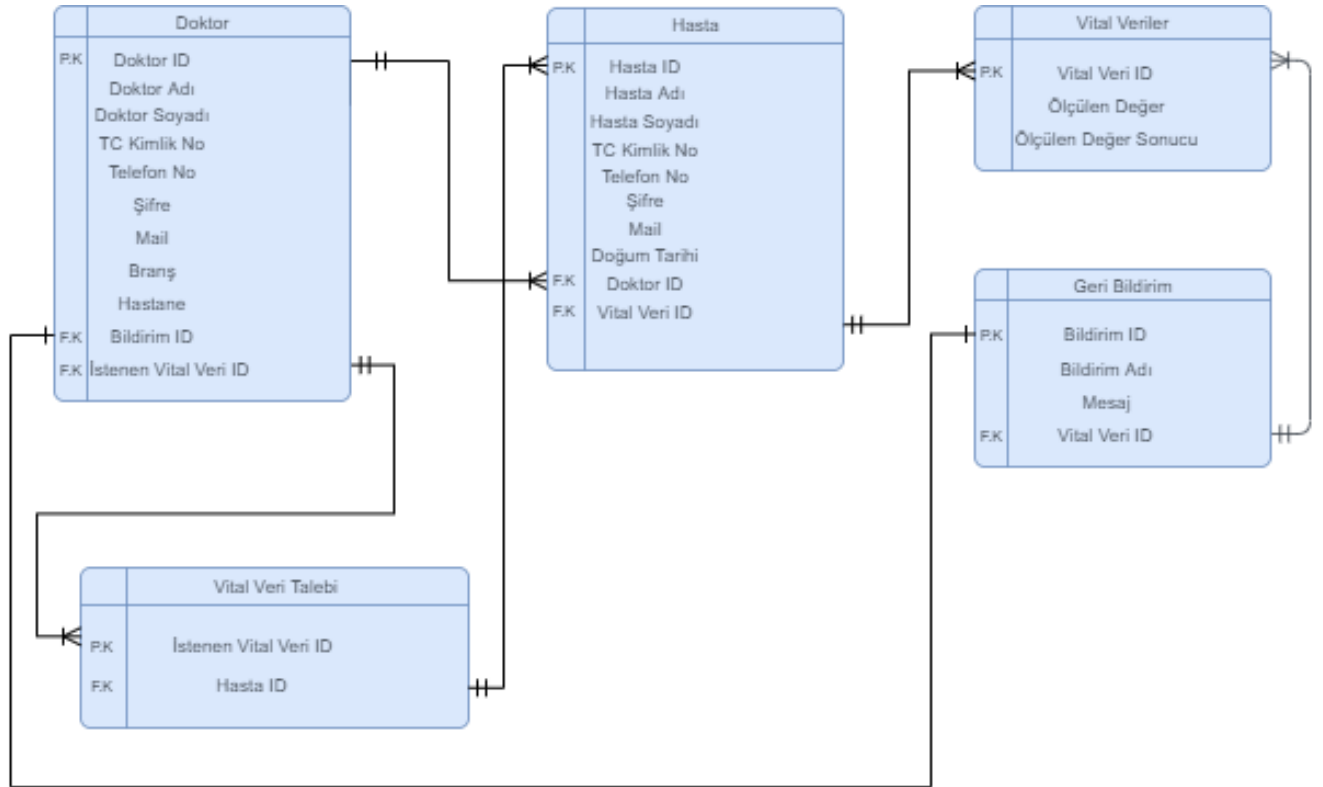 Doktor
P.K Doktor ID
Doktor Adı
Doktor Soyadı
TC Kimlik No
Telefon No
Şifre
Mail
Branş
Hastane
F.K Bildirim ID
F.K İstenen Vital Veri ID
Hasta
P.K Hasta ID
Hasta Adı
Hasta Soyadı
TC Kimlik No
Telefon No
Şifre
Mail
Doğum Tarihi
F.K Doktor ID
F.K Vital Veri ID
Vital Veriler
P.K Vital Veri ID
Ölçülen Değer
Ölçülen Değer Sonucu
Geri Bildirim
P.K Bildirim ID
Bildirim Adı
Mesaj
F.K Vital Veri ID
Vital Veri Talebi
P.K İstenen Vital Veri ID
F.K Hasta ID